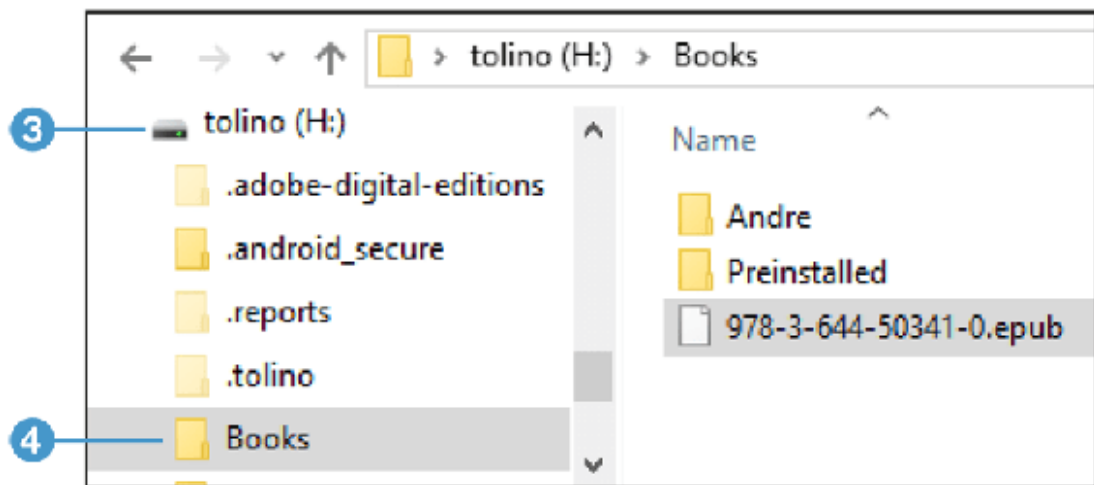 tolino (H:) > Books
3 tolino (H:)
.adobe-digital-editions
.android_secure
.reports
.tolino
4 Books
Name
Andre
Preinstalled
978-3-644-50341-0.epub